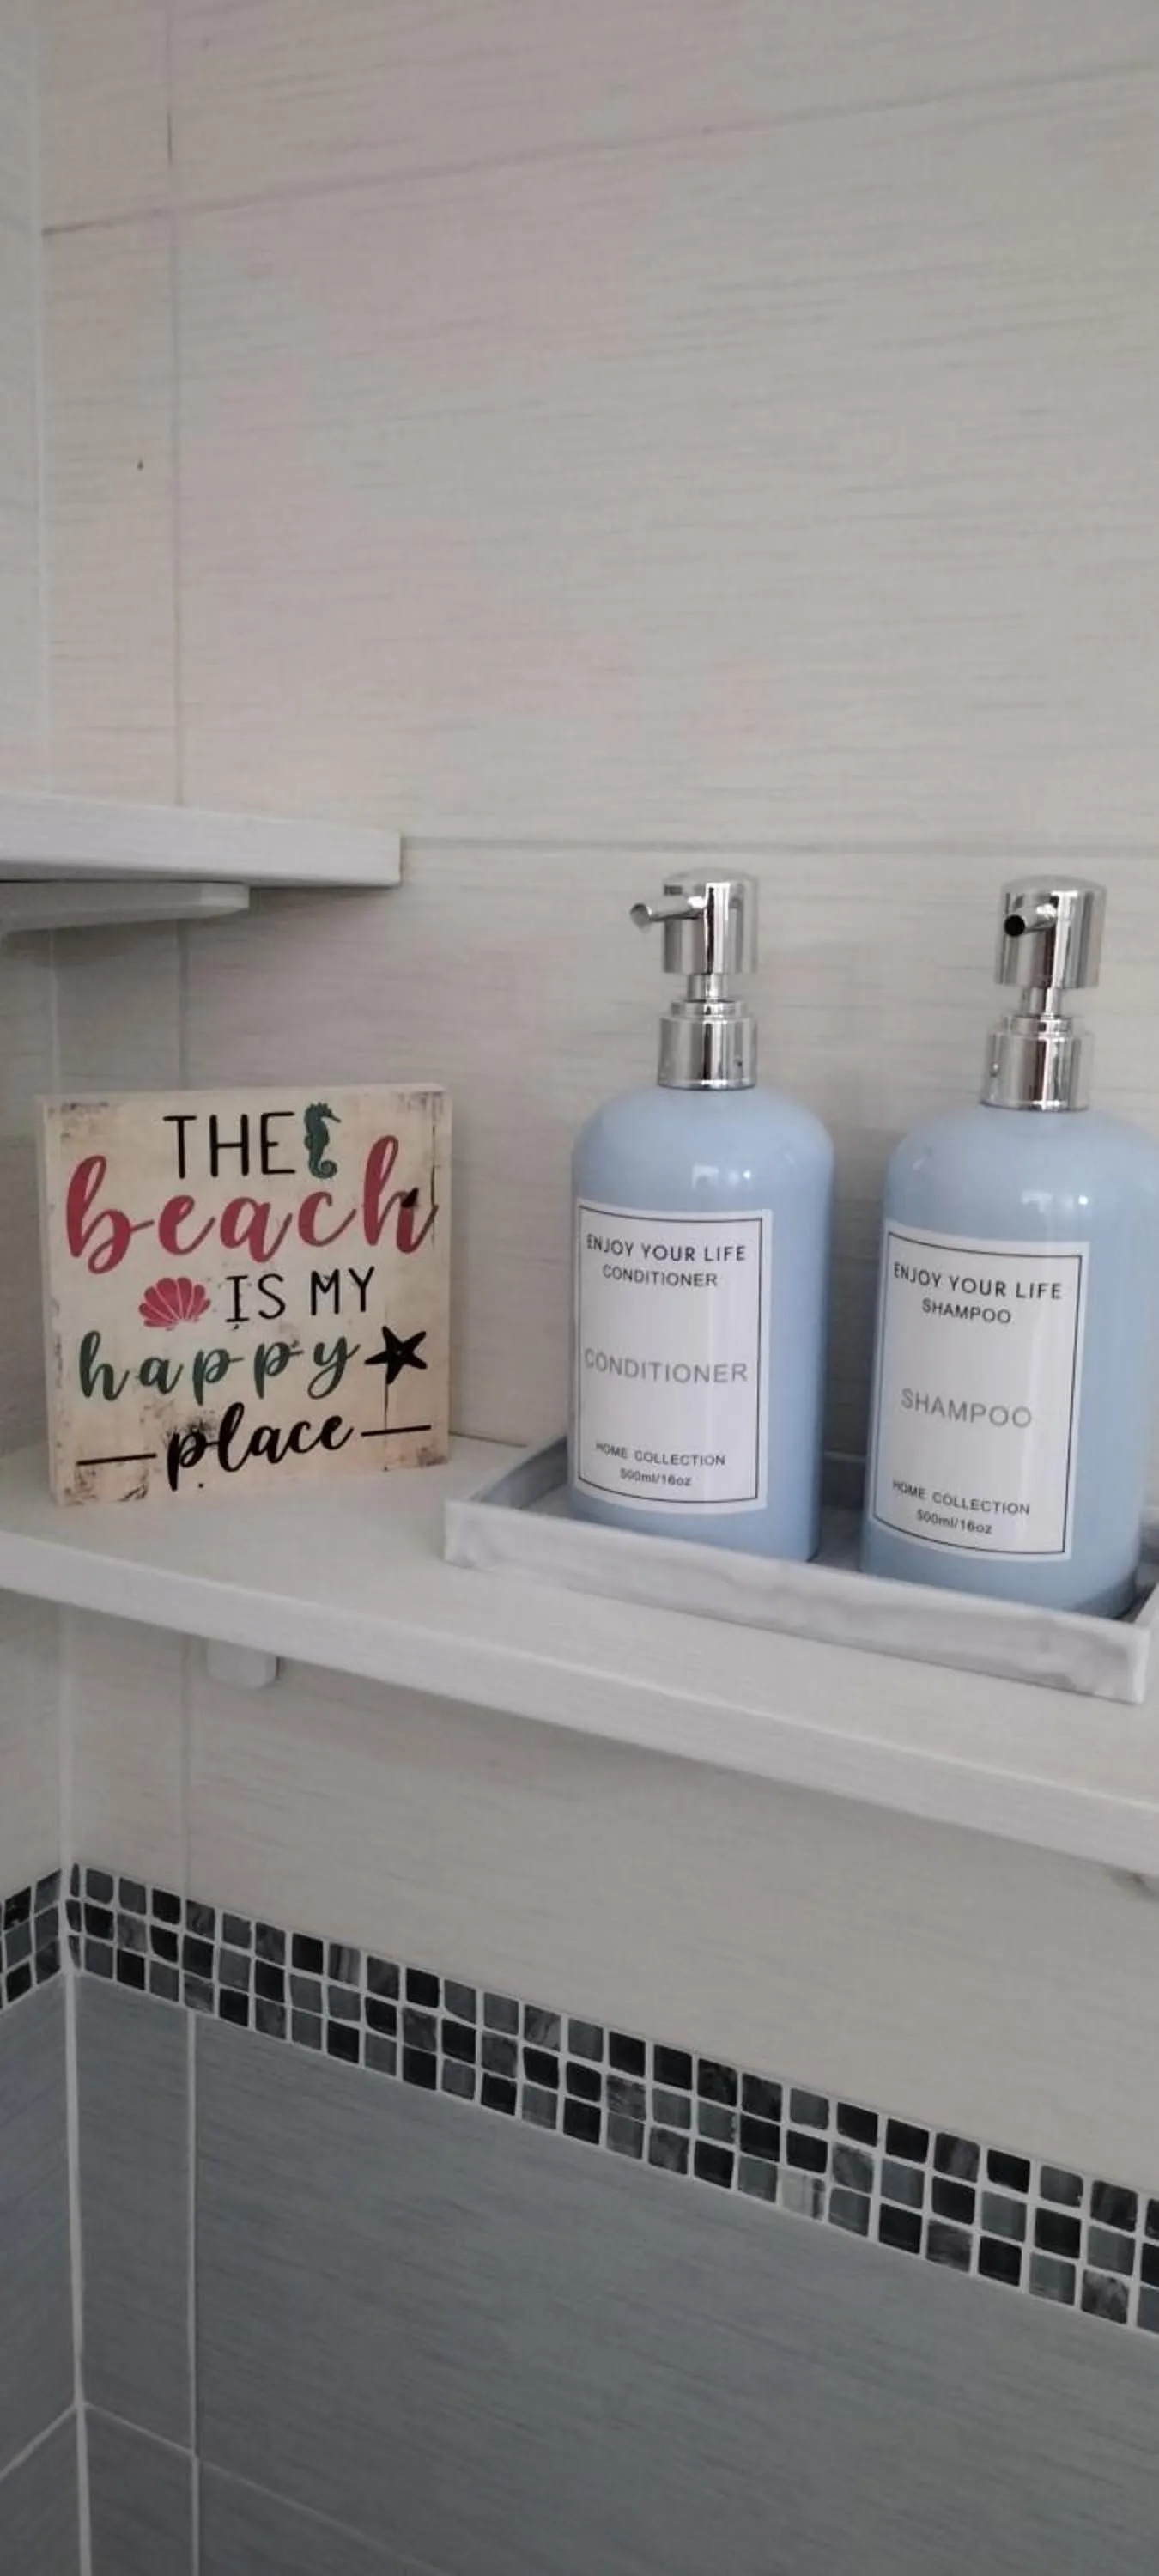 THE
beach
IS MY
happy
place
ENJOY YOUR LIFE
CONDITIONER
CONDITIONER
HOME COLLECTION
500ml/16oz
ENJOY YOUR LIFE
SHAMPOO
SHAMPOO
HOME COLLECTION
500ml/16oz